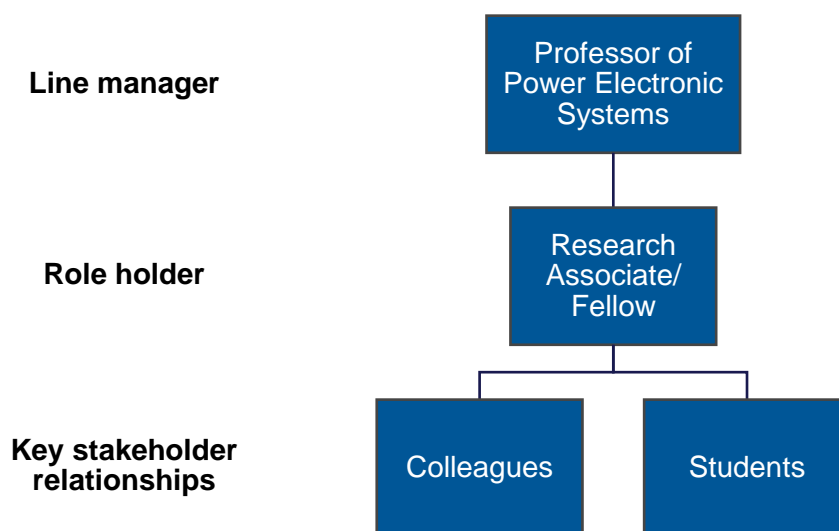 Line manager
Professor of
Power Electronic
Systems
Role holder
Research
Associate/
Fellow
Key stakeholder
relationships
Colleagues
Students